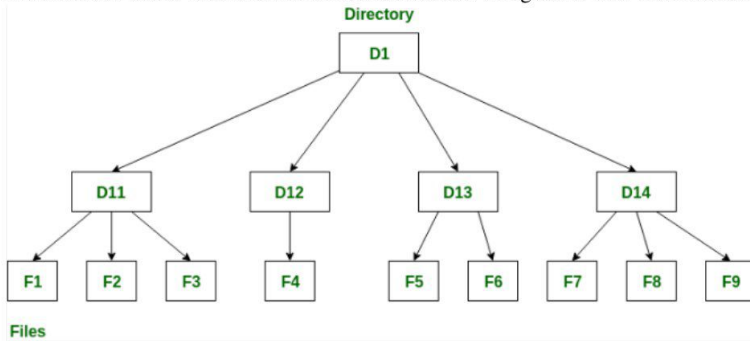 Directory
D1
D11 D12 D13 D14
F1 F2 F3 F4 F5 F6 F7 F8 F9
Files